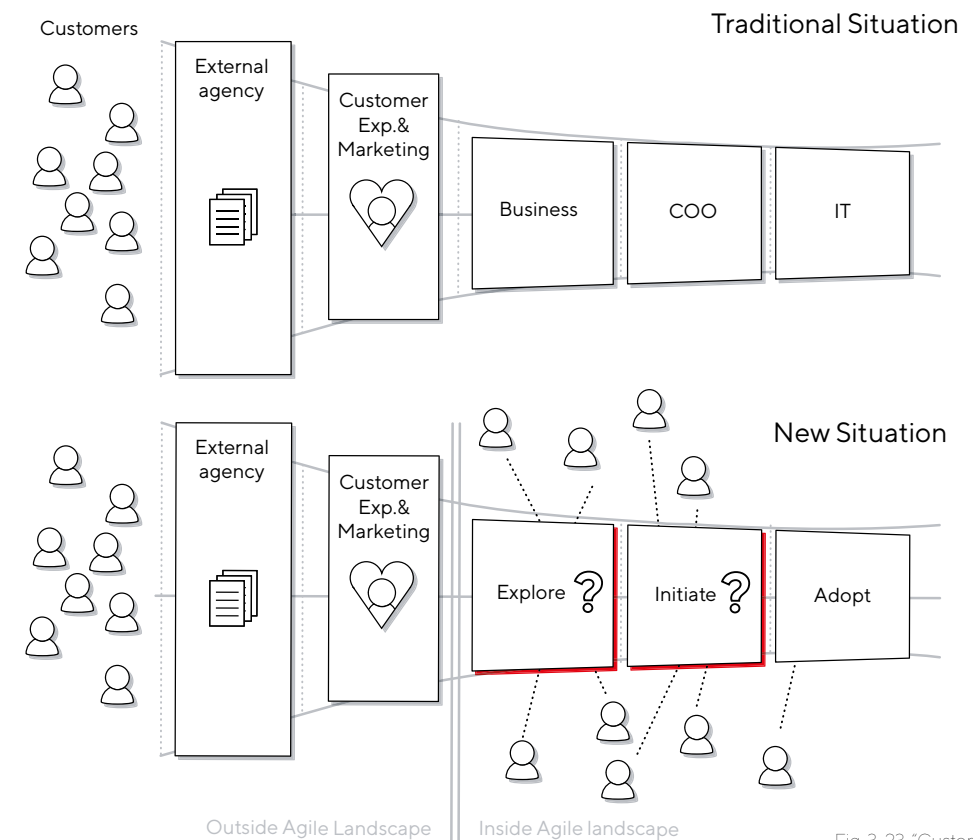 Customers
Traditional Situation
External
agency
Customer
Exp.&
Marketing
Business
COO
IT
New Situation
External
agency
Customer
Exp.&
Marketing
Explore ?
Initiate ?
Adopt
Outside Agile Landscape
Inside Agile landscape